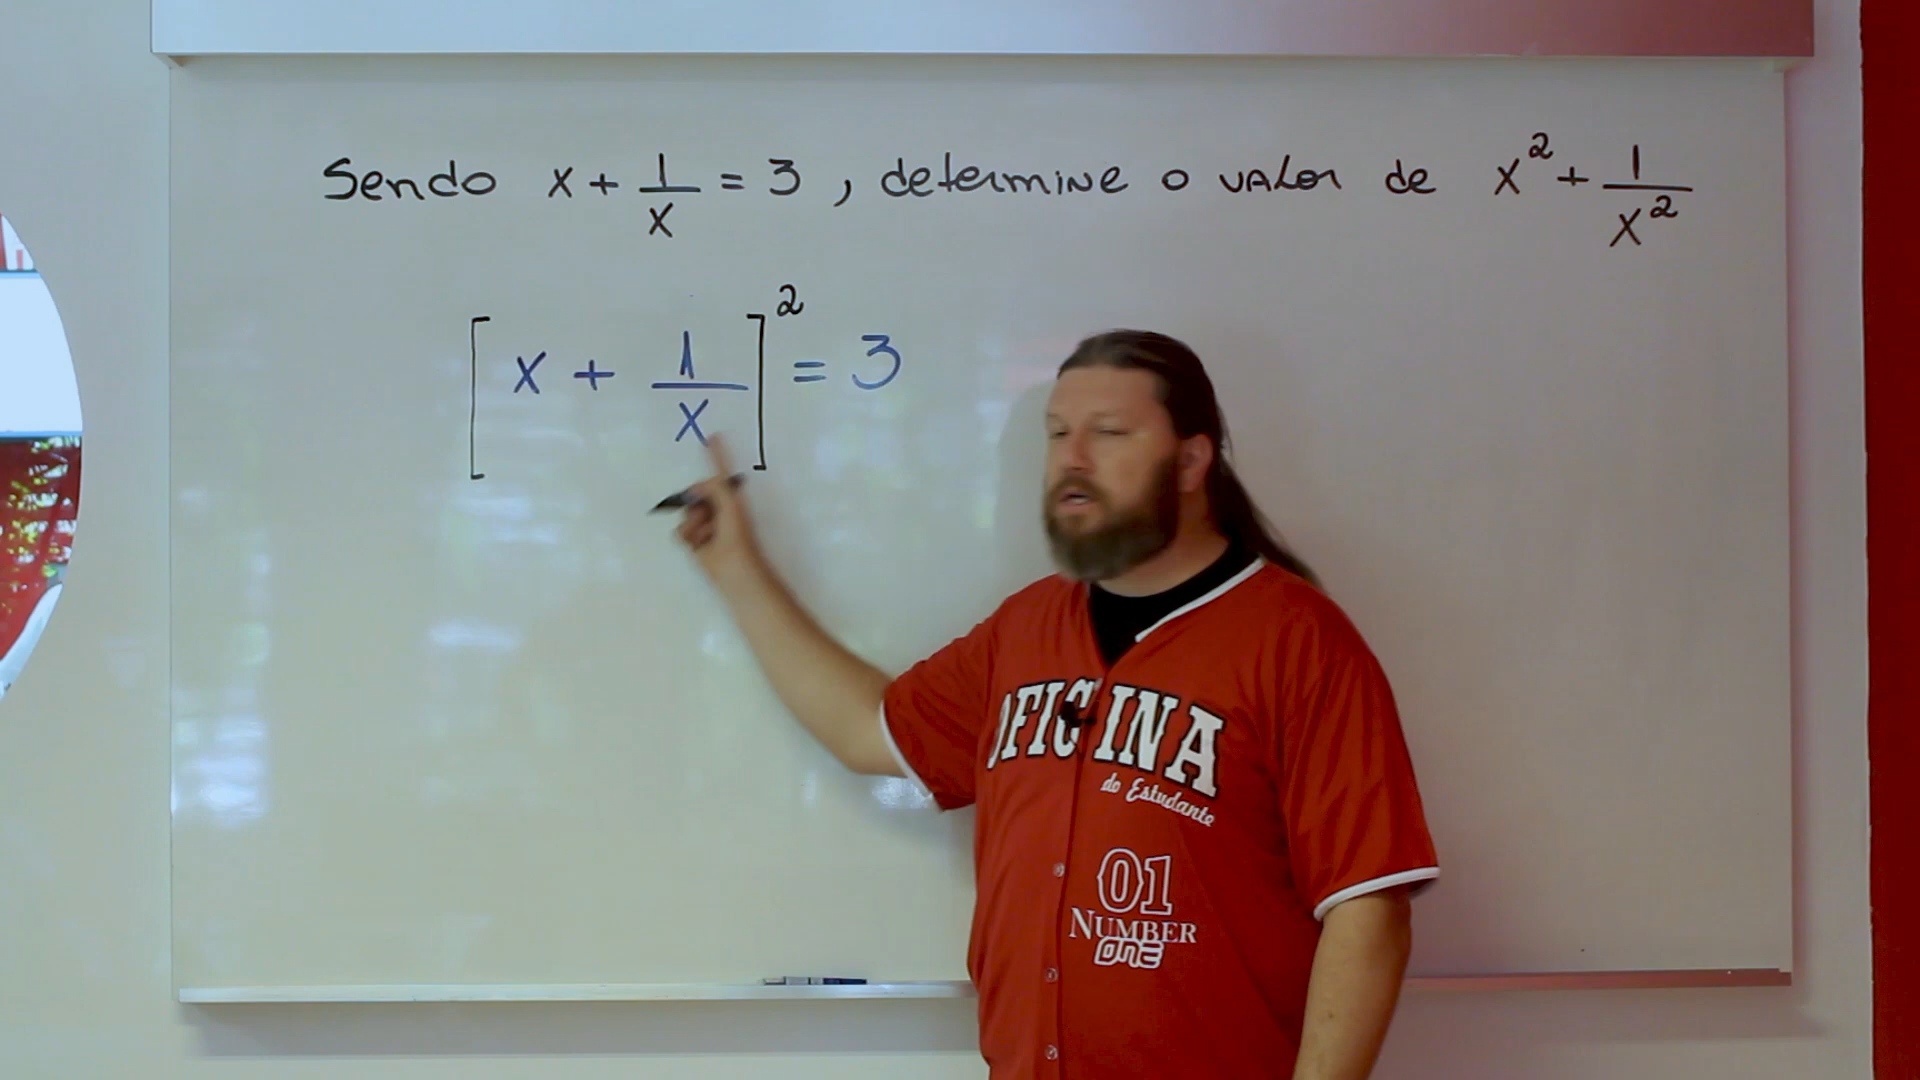 Sendo x + 1/x = 3, determine o valor de x² + 1/x²
[x + 1/x]² = 3
OFICINA
do Estudante
01
NUMBER
ONE